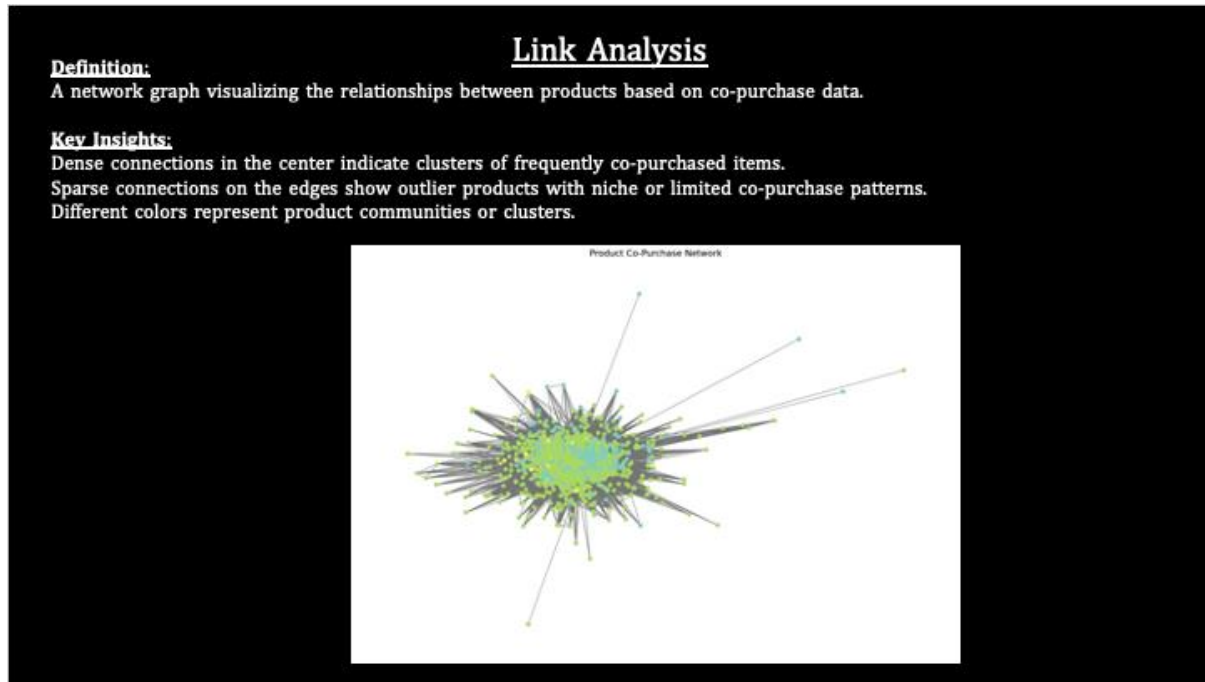 Link Analysis
Definition:
A network graph visualizing the relationships between products based on co-purchase data.
Key Insights:
Dense connections in the center indicate clusters of frequently co-purchased items.
Sparse connections on the edges show outlier products with niche or limited co-purchase patterns.
Different colors represent product communities or clusters.
Product Co-Purchase Network